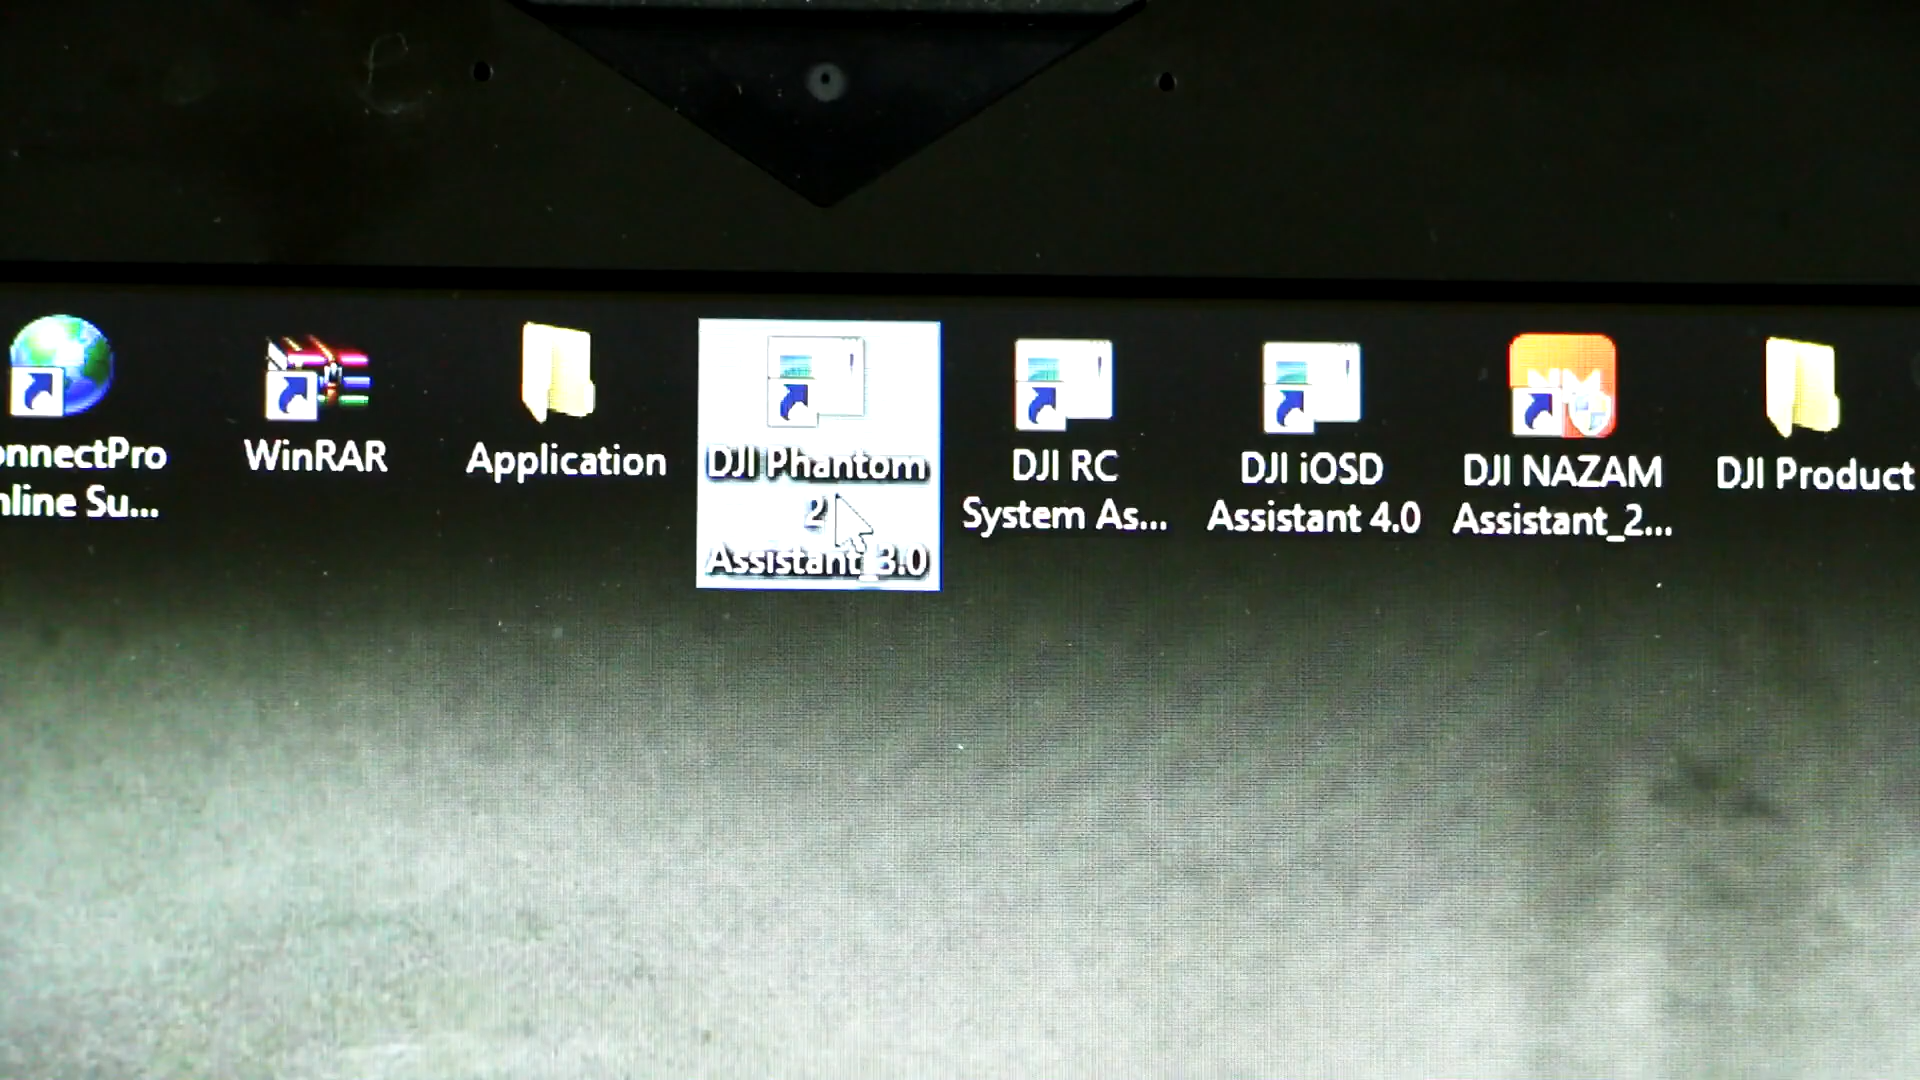 onnectPro
nline Su...
WinRAR
Application
DJI Phantom
2
Assistant 3.0
DJI RC
System As...
DJI iOSD
Assistant 4.0
DJI NAZAM
Assistant_2...
DJI Product